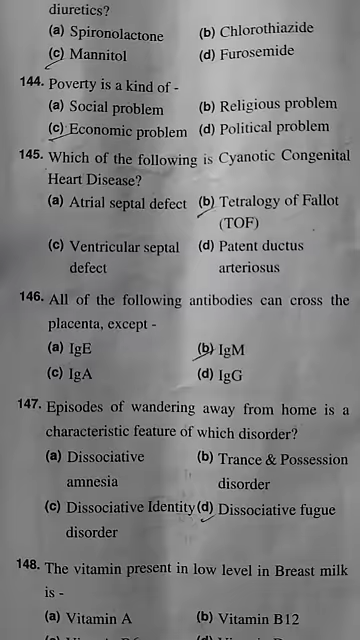 diuretics?
(a) Spironolactone (b) Chlorothiazide
(c) Mannitol (d) Furosemide
144. Poverty is a kind of -
(a) Social problem (b) Religious problem
(c) Economic problem (d) Political problem
145. Which of the following is Cyanotic Congenital
Heart Disease?
(a) Atrial septal defect (b) Tetralogy of Fallot
(TOF)
(c) Ventricular septal (d) Patent ductus
defect arteriosus
146. All of the following antibodies can cross the
placenta, except -
(a) IgE (b) IgM
(c) IgA (d) IgG
147. Episodes of wandering away from home is a
characteristic feature of which disorder?
(a) Dissociative (b) Trance & Possession
amnesia disorder
(c) Dissociative Identity (d) Dissociative fugue
disorder
148. The vitamin present in low level in Breast milk
is -
(a) Vitamin A (b) Vitamin B12